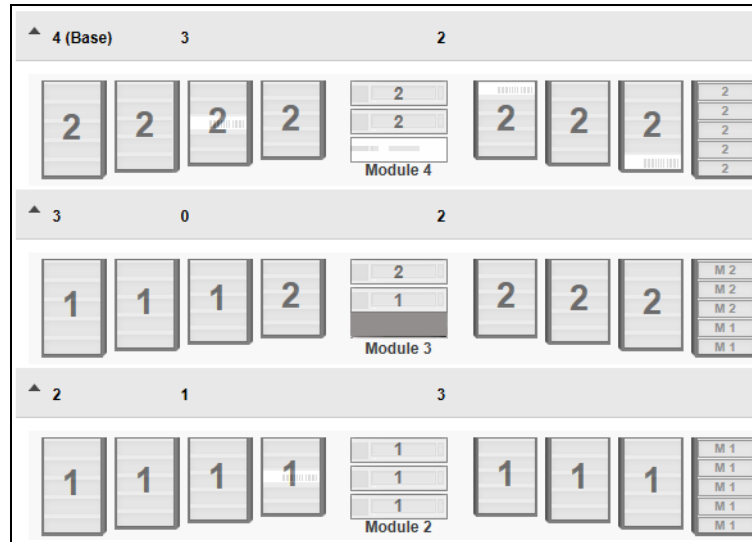 4 (Base) 3 2
2 2 2 2 2 2 2 2
2
2
2
2
2
2
Module 4
3 0 2
1 1 1 2 2 1 2 2 2
M 2
M 2
M 2
M 1
M 1
Module 3
2 1 3
1 1 1 1 1 1 1 1
1
1
M 1
M 1
M 1
M 1
M 1
Module 2